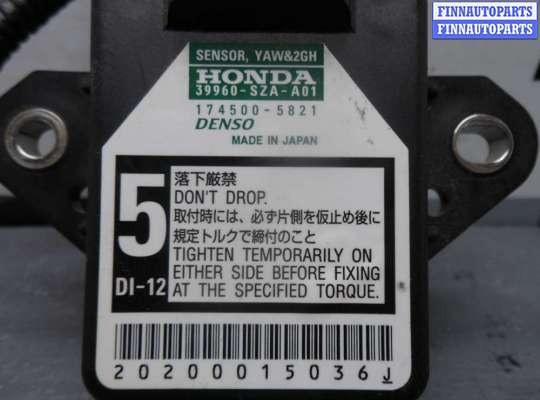 FINNAUTOPARTS
FINNAUTOPARTS
SENSOR, YAW&2GH
HONDA
39960-SZA-A01
174500-5821
DENSO
MADE IN JAPAN
5
DI-12
落下厳禁
DON'T DROP.
取付時には、必ず片側を仮止め後に
規定トルクで締付のこと
TIGHTEN TEMPORARILY ON
EITHER SIDE BEFORE FIXING
AT THE SPECIFIED TORQUE.
202000015036J